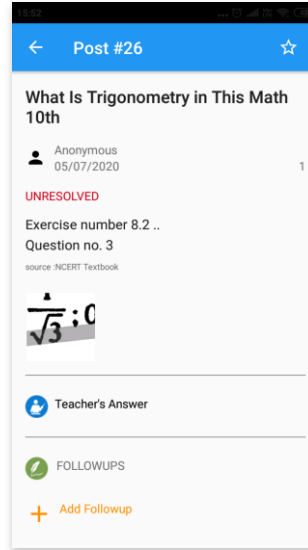 15:52
Post #26
What Is Trigonometry in This Math
10th
Anonymous
05/07/2020
1
UNRESOLVED
Exercise number 8.2 ..
Question no. 3
source :NCERT Textbook
√3 ;
Teacher's Answer
FOLLOWUPS
Add Followup